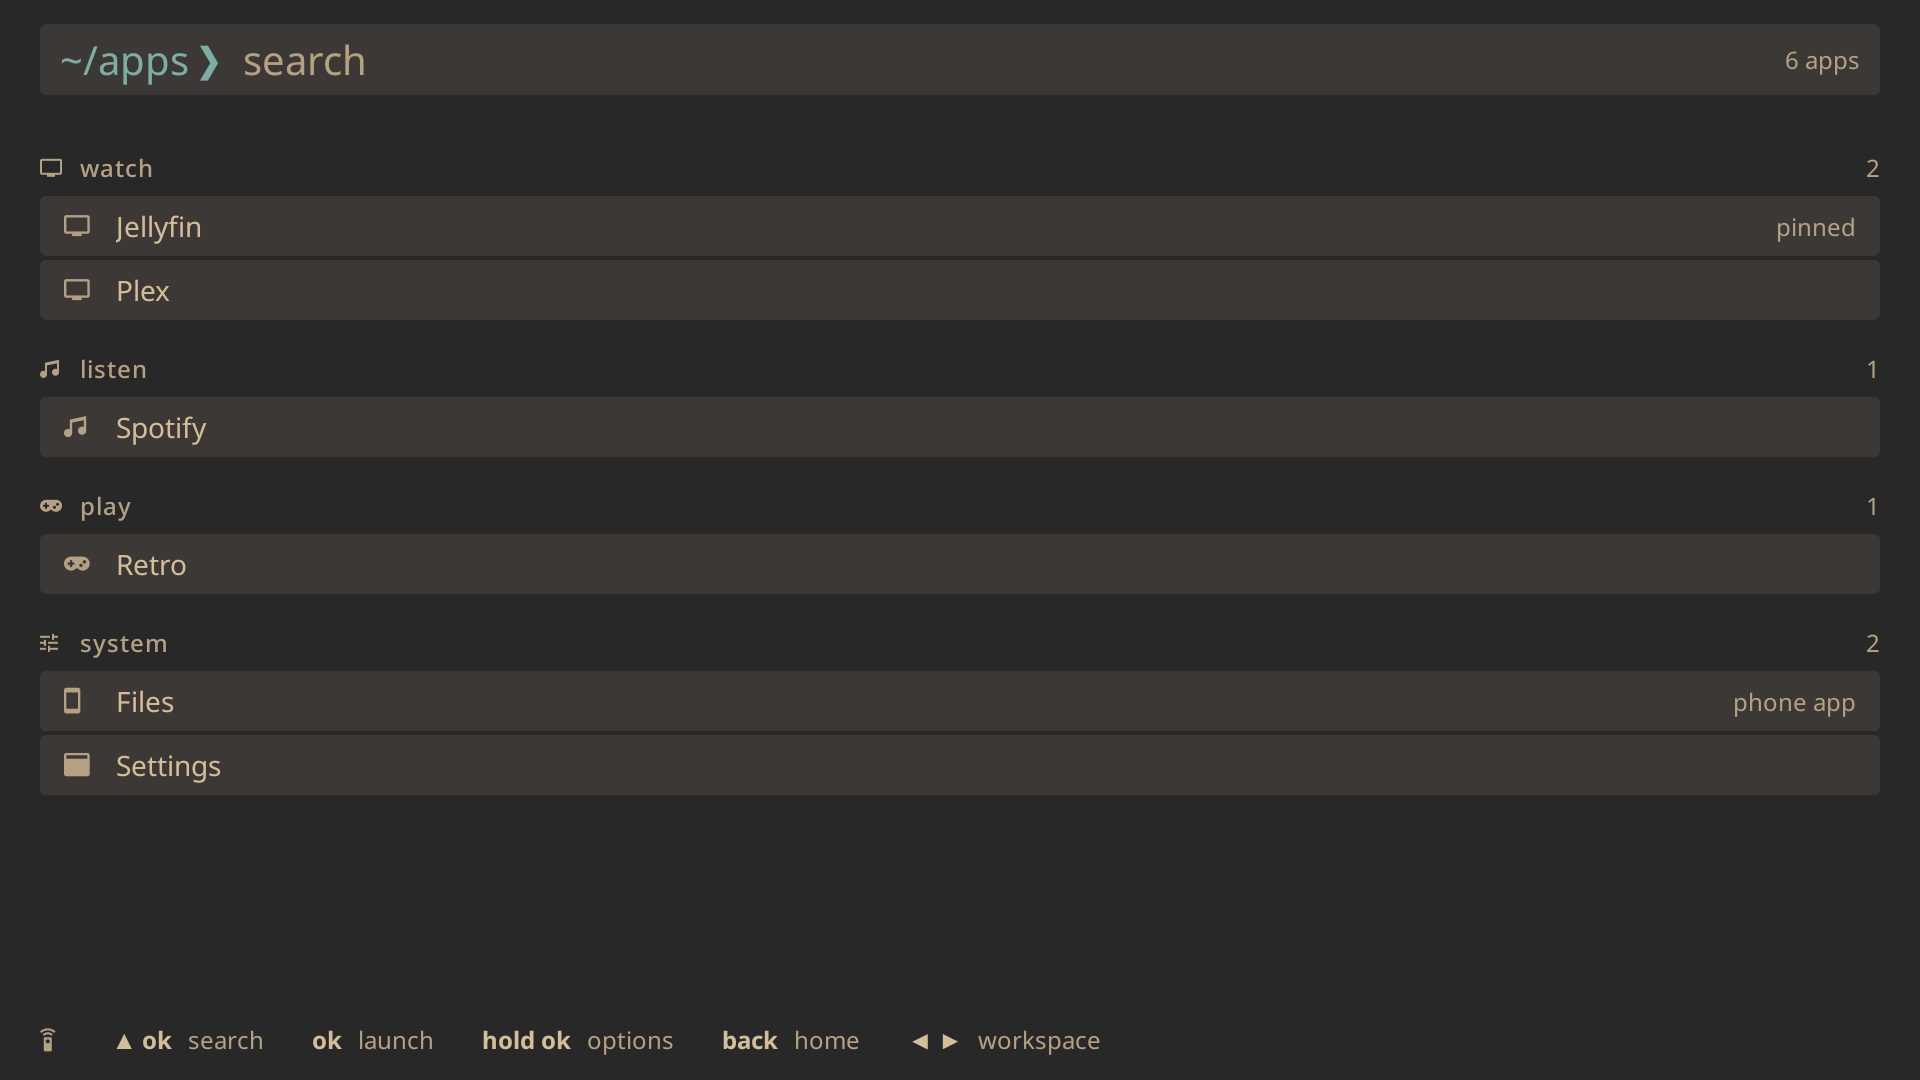 ~/apps❯ search 6 apps
watch 2
Jellyfin pinned
Plex
listen 1
Spotify
play 1
Retro
system 2
Files phone app
Settings
▲ ok search ok launch hold ok options back home ◀ ▶ workspace